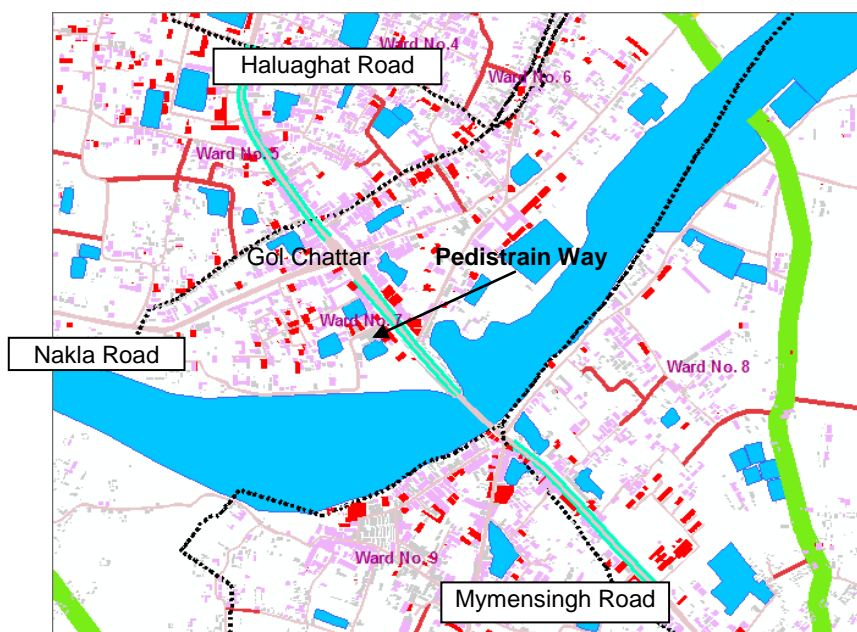 Ward No. 4
Haluaghat Road
Ward No. 6
Ward No. 5
Gol Chattar
Pedistrain Way
Ward No. 7
Nakla Road
Ward No. 8
Ward No. 9
Mymensingh Road